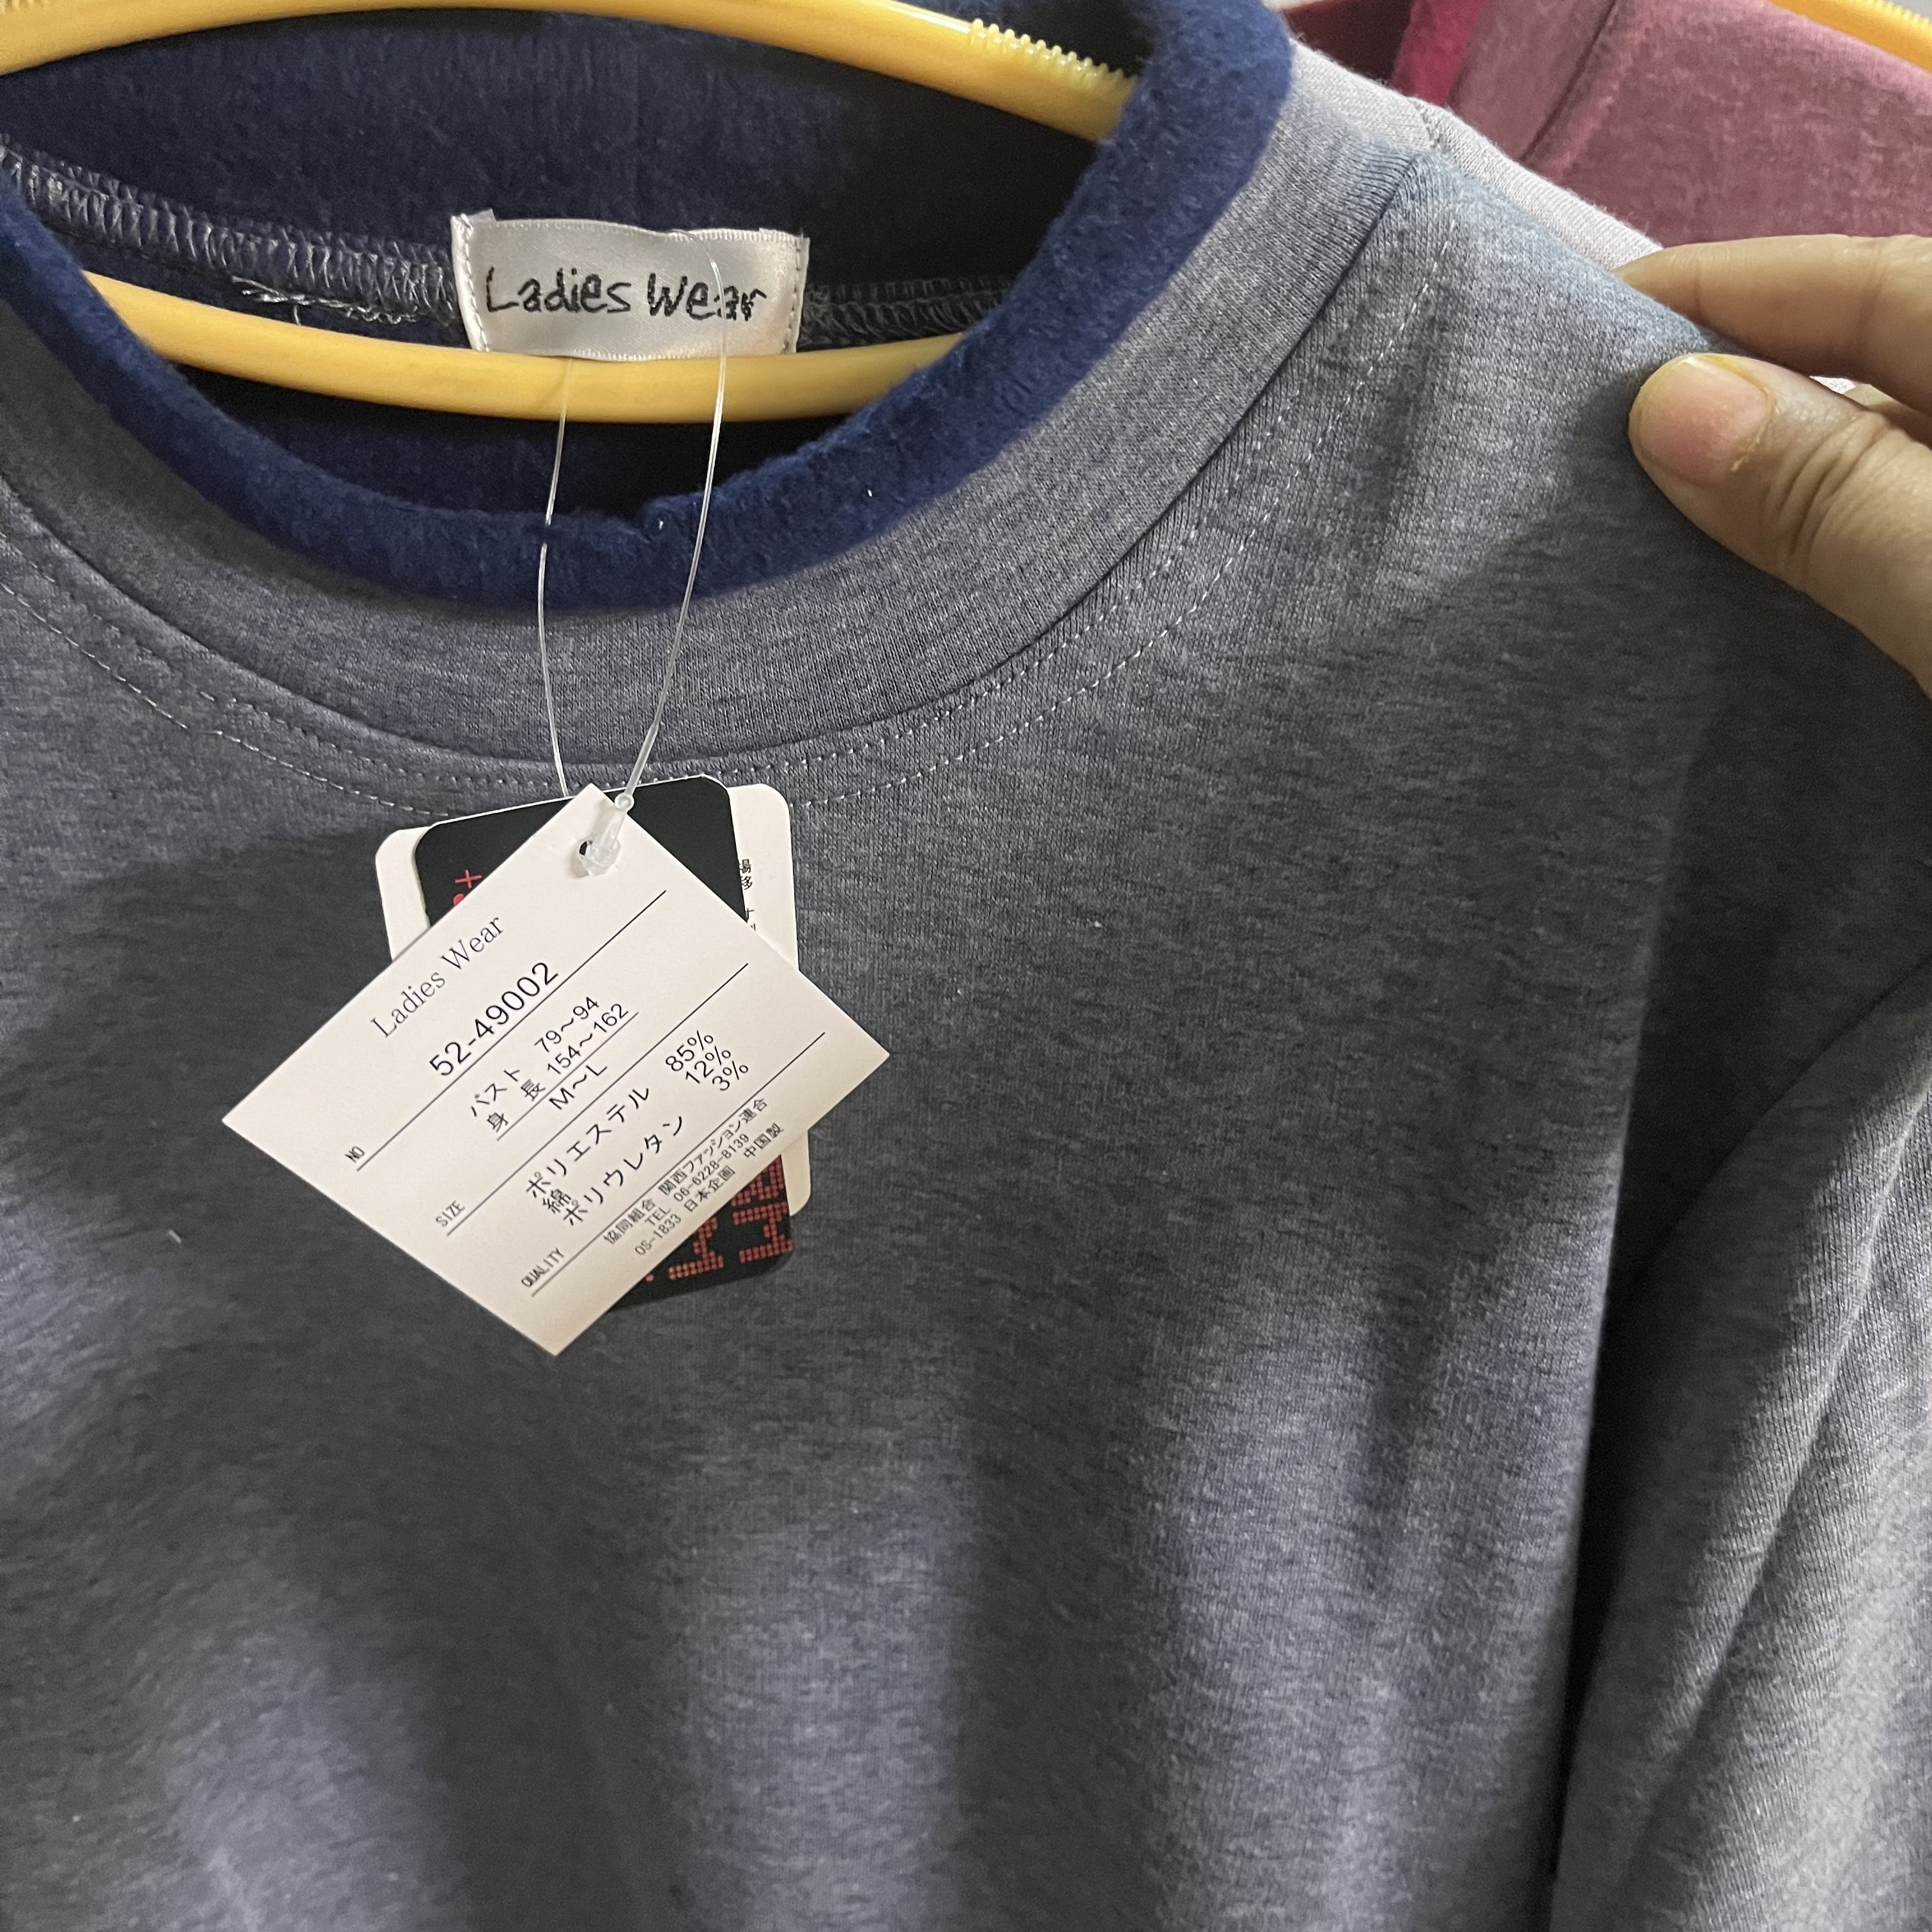 Ladies Wear
Ladies Wear
NO 52-49002
バスト 79～94
身長 154～162
SIZE M～L
ポリエステル 85%
綿 12%
QUALITY ポリウレタン 3%
協同組合 関西ファッション連合
TEL 06-6228-8139
OS-1833 日本企画 中国製